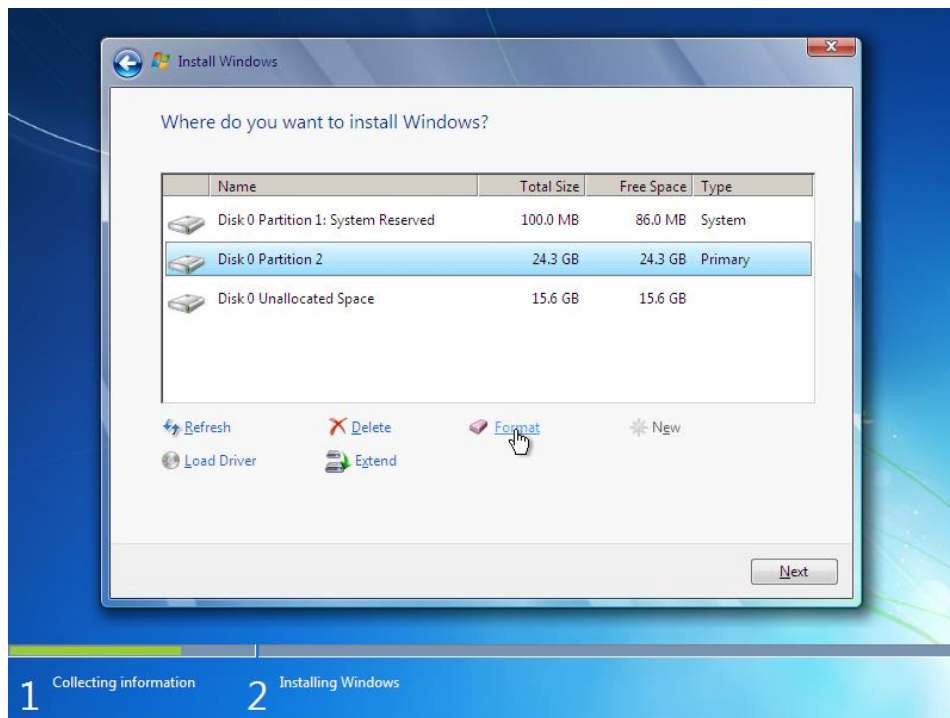 Install Windows
Where do you want to install Windows?
Name Total Size Free Space Type
Disk 0 Partition 1: System Reserved 100.0 MB 86.0 MB System
Disk 0 Partition 2 24.3 GB 24.3 GB Primary
Disk 0 Unallocated Space 15.6 GB 15.6 GB
Refresh Delete Format New
Load Driver Extend
Next
1 Collecting information 2 Installing Windows